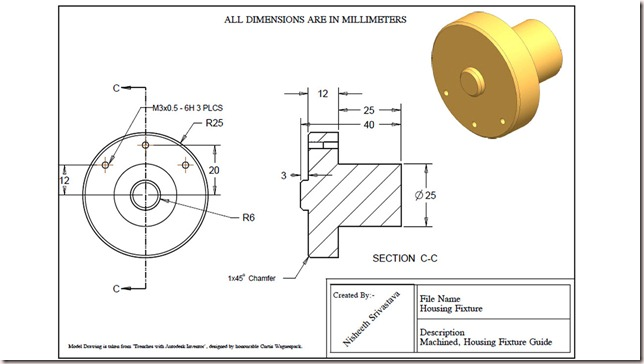 ALL DIMENSIONS ARE IN MILLIMETERS
C
M3x0.5 - 6H 3 PLCS
R25
12
20
R6
C
12
25
40
3
Ø25
SECTION C-C
1x45° Chamfer
Created By:-
Nisheeth Srivastava
File Name
Housing Fixture
Description
Machined, Housing Fixture Guide
Model Drawing is taken from "Trenches with Autodesk Inventor", designed by honourable Curtis Waguespack.